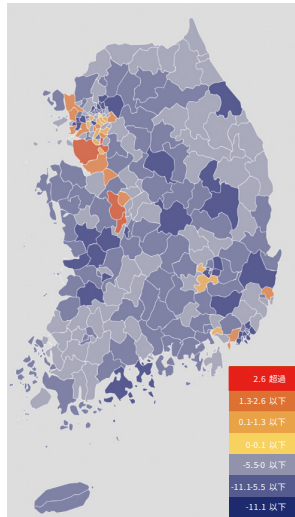 2.6 超過
1.3-2.6 以下
0.1-1.3 以下
0-0.1 以下
-5.5-0 以下
-11.1-5.5 以下
-11.1 以下